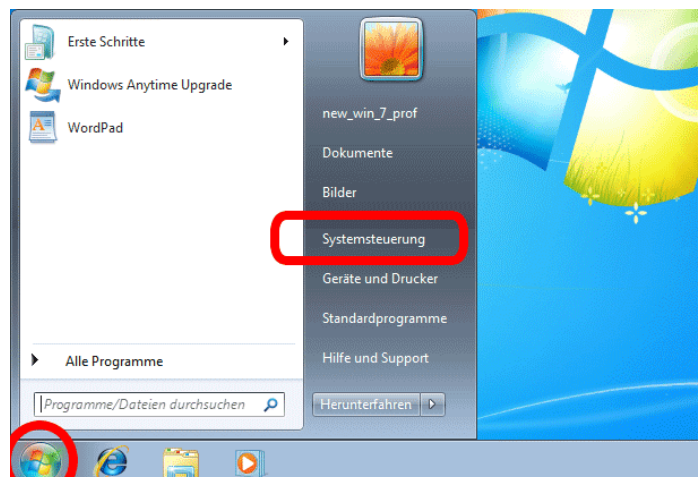 Erste Schritte
Windows Anytime Upgrade
WordPad
Alle Programme
Programme/Dateien durchsuchen
new_win_7_prof
Dokumente
Bilder
Systemsteuerung
Geräte und Drucker
Standardprogramme
Hilfe und Support
Herunterfahren